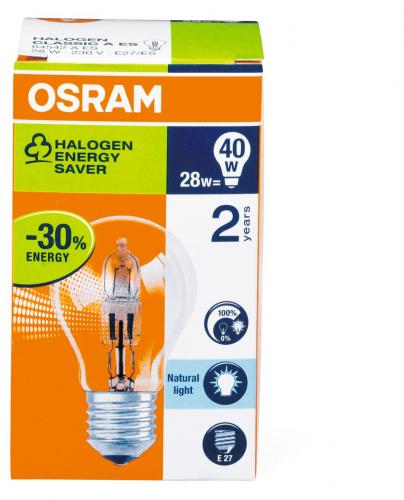 HALOGEN
CLASSIC A ES
64542 A ES
28 W · 230 V · E27/ES
OSRAM
HALOGEN
ENERGY
SAVER
28W=
40
W
2
years
-30%
ENERGY
100%
0%
Natural
light
E 27